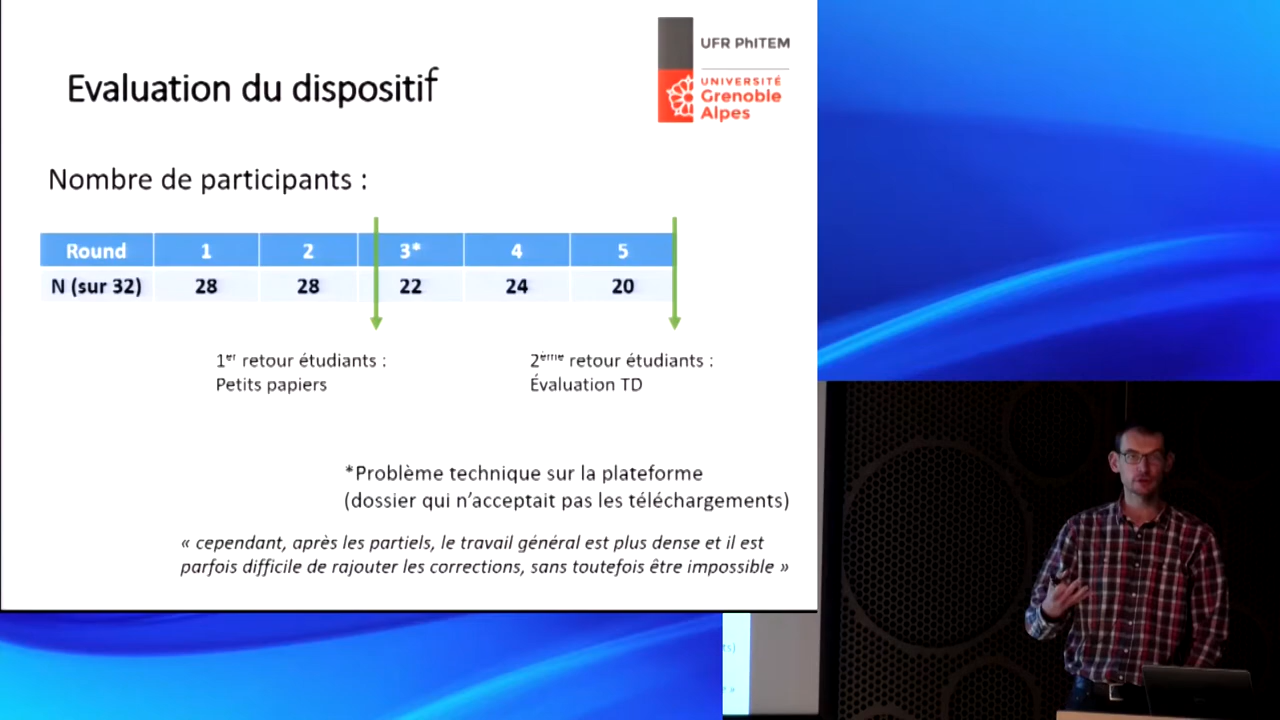 UFR PhITEM
UNIVERSITÉ
Grenoble
Alpes
Evaluation du dispositif
Nombre de participants :
Round 1 2 3* 4 5
N (sur 32) 28 28 22 24 20
1er retour étudiants :
Petits papiers
2ème retour étudiants :
Évaluation TD
*Problème technique sur la plateforme
(dossier qui n’acceptait pas les téléchargements)
« cependant, après les partiels, le travail général est plus dense et il est
parfois difficile de rajouter les corrections, sans toutefois être impossible »
ts)
»